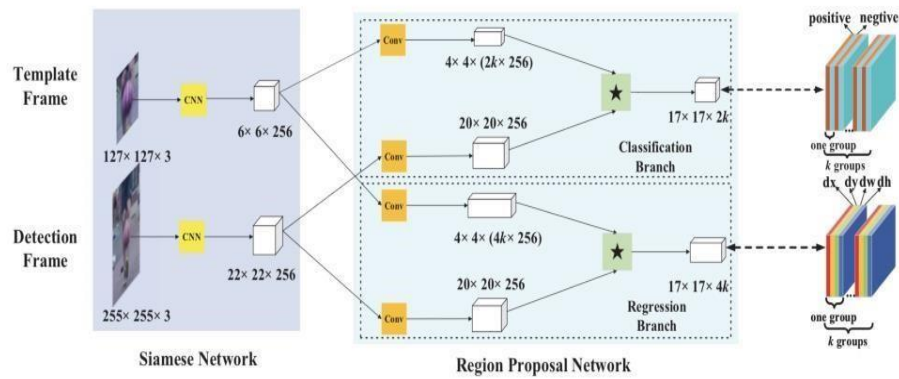 Template
Frame
127× 127× 3
CNN
6× 6× 256
Detection
Frame
255× 255× 3
CNN
22× 22× 256
Siamese Network
Conv
4× 4× (2k × 256)
Conv
20× 20× 256
★
17× 17× 2k
Classification
Branch
Conv
4× 4× (4k × 256)
Conv
20× 20× 256
★
17× 17× 4k
Regression
Branch
Region Proposal Network
positive
negtive
one group
...
k groups
dx
dy
dw
dh
one group
...
k groups